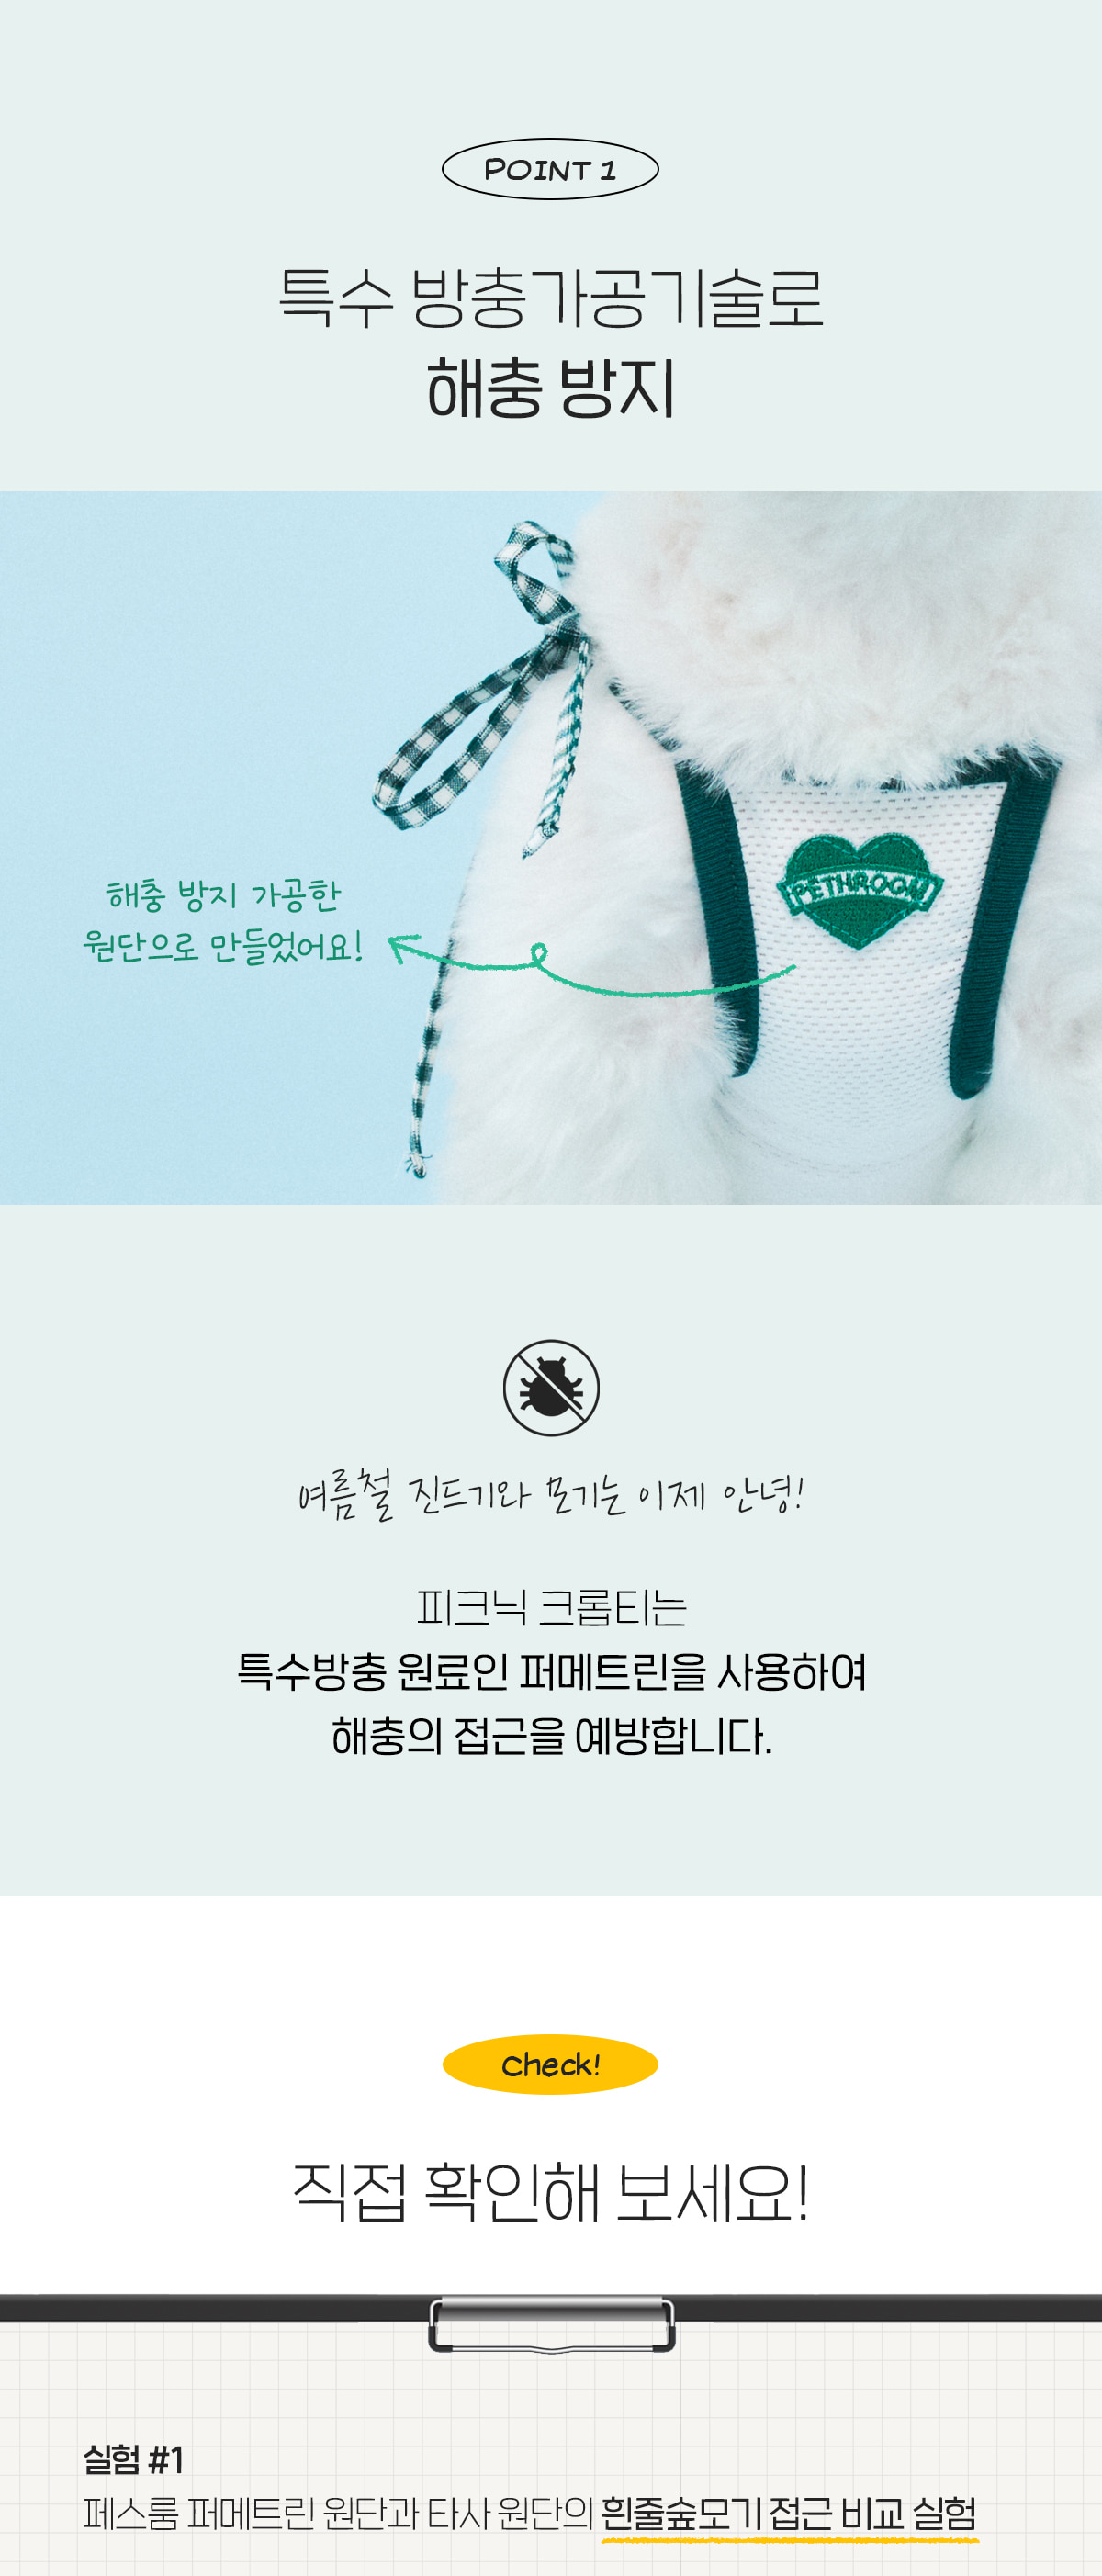 POINT 1
특수 방충가공기술로
해충 방지
PETHROOM
해충 방지 가공한
원단으로 만들었어요!
여름철 진드기와 모기는 이제 안녕!
피크닉 크롭티는
특수방충 원료인 퍼메트린을 사용하여
해충의 접근을 예방합니다.
Check!
직접 확인해 보세요!
실험 #1
페스룸 퍼메트린 원단과 타사 원단의 흰줄숲모기 접근 비교 실험